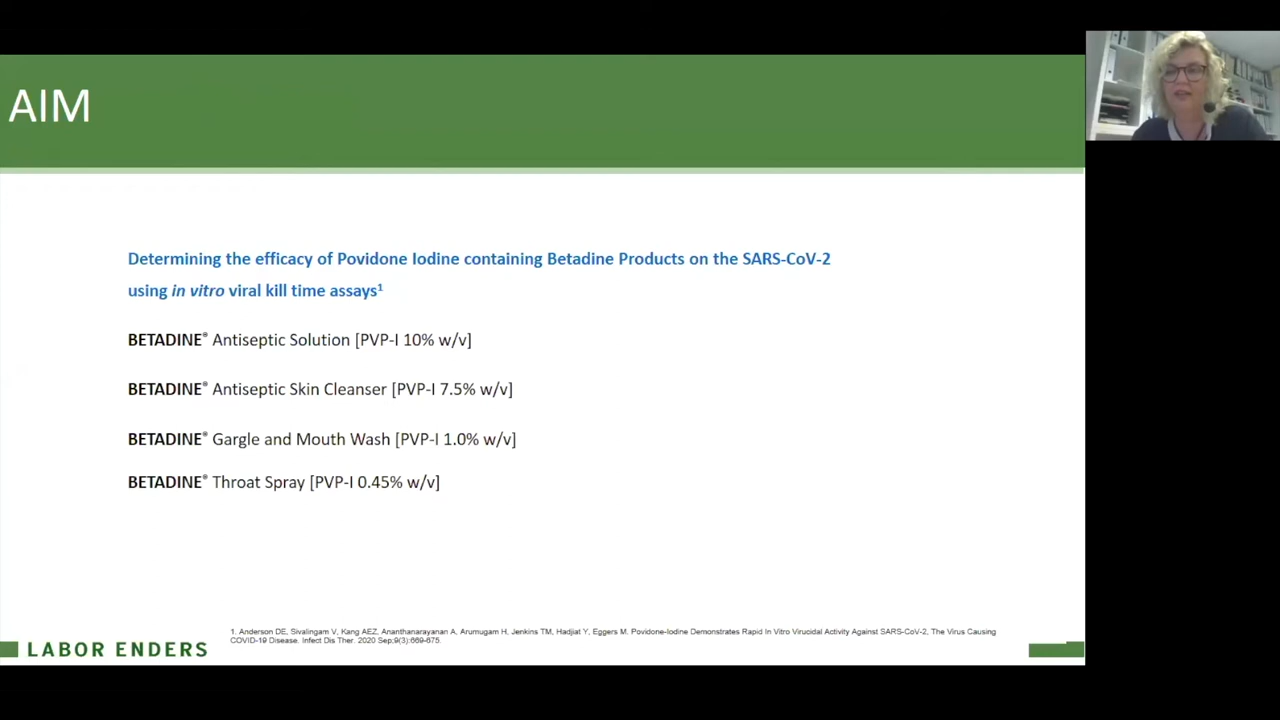 AIM
Determining the efficacy of Povidone Iodine containing Betadine Products on the SARS-CoV-2
using in vitro viral kill time assays¹
BETADINE® Antiseptic Solution [PVP-I 10% w/v]
BETADINE® Antiseptic Skin Cleanser [PVP-I 7.5% w/v]
BETADINE® Gargle and Mouth Wash [PVP-I 1.0% w/v]
BETADINE® Throat Spray [PVP-I 0.45% w/v]
1. Anderson DE, Sivalingam V, Kang AEZ, Ananthanarayanan A, Arumugam H, Jenkins TM, Hadjiat Y, Eggers M. Povidone-Iodine Demonstrates Rapid In Vitro Virucidal Activity Against SARS-CoV-2, The Virus Causing
COVID-19 Disease. Infect Dis Ther. 2020 Sep;9(3):669-675.
LABOR ENDERS